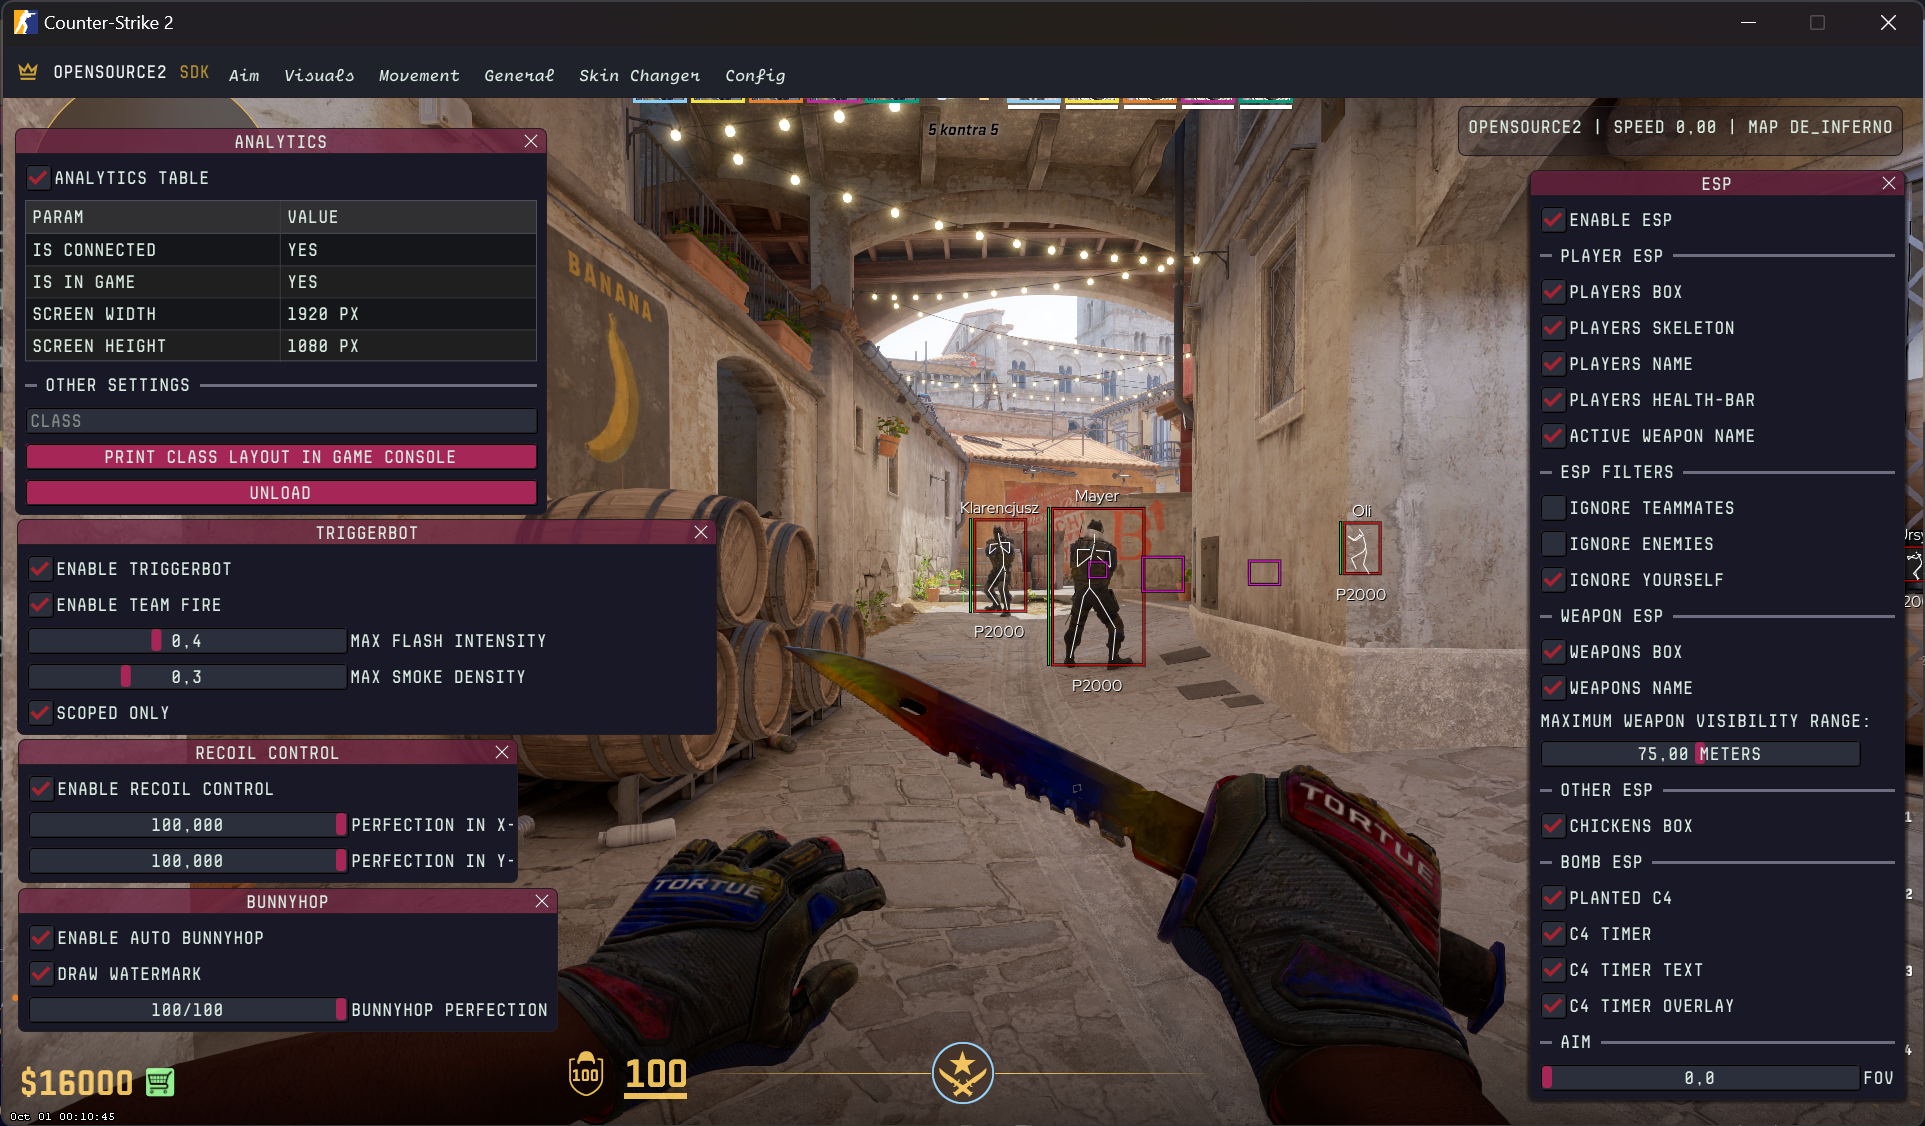 Counter-Strike 2
OPENSOURCE2 SDK Aim Visuals Movement General Skin Changer Config
5 kontra 5
OPENSOURCE2 | SPEED 0,00 | MAP DE_INFERNO
ANALYTICS
ANALYTICS TABLE
PARAM VALUE
IS CONNECTED YES
IS IN GAME YES
SCREEN WIDTH 1920 PX
SCREEN HEIGHT 1080 PX
OTHER SETTINGS
CLASS
PRINT CLASS LAYOUT IN GAME CONSOLE
UNLOAD
TRIGGERBOT
ENABLE TRIGGERBOT
ENABLE TEAM FIRE
0,4 MAX FLASH INTENSITY
0,3 MAX SMOKE DENSITY
SCOPED ONLY
RECOIL CONTROL
ENABLE RECOIL CONTROL
100,000 PERFECTION IN X-
100,000 PERFECTION IN Y-
BUNNYHOP
ENABLE AUTO BUNNYHOP
DRAW WATERMARK
100/100 BUNNYHOP PERFECTION
BANANA
Klarencjusz
P2000
Mayer
P2000
B
Oli
P2000
TORTUE
TORTUE
ESP
ENABLE ESP
PLAYER ESP
PLAYERS BOX
PLAYERS SKELETON
PLAYERS NAME
PLAYERS HEALTH-BAR
ACTIVE WEAPON NAME
ESP FILTERS
IGNORE TEAMMATES
IGNORE ENEMIES
IGNORE YOURSELF
WEAPON ESP
WEAPONS BOX
WEAPONS NAME
MAXIMUM WEAPON VISIBILITY RANGE:
75,00 METERS
OTHER ESP
CHICKENS BOX
BOMB ESP
PLANTED C4
C4 TIMER
C4 TIMER TEXT
C4 TIMER OVERLAY
AIM
0,0 FOV
1
2
3
4
$16000
100
100
Oct 01 00:10:45